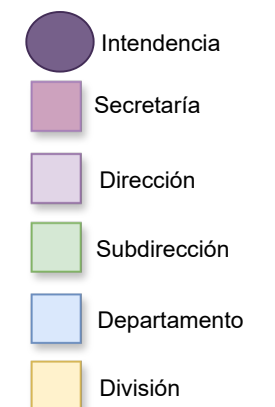 Intendencia
Secretaría
Dirección
Subdirección
Departamento
División